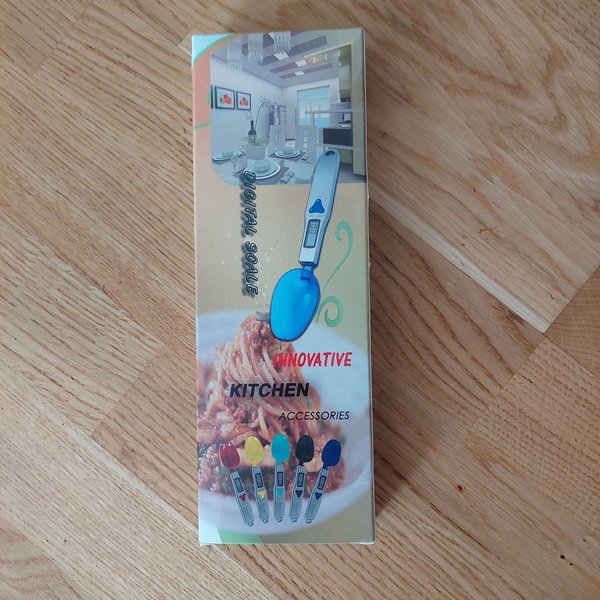 DIGITAL SCALE
INNOVATIVE
KITCHEN
ACCESSORIES